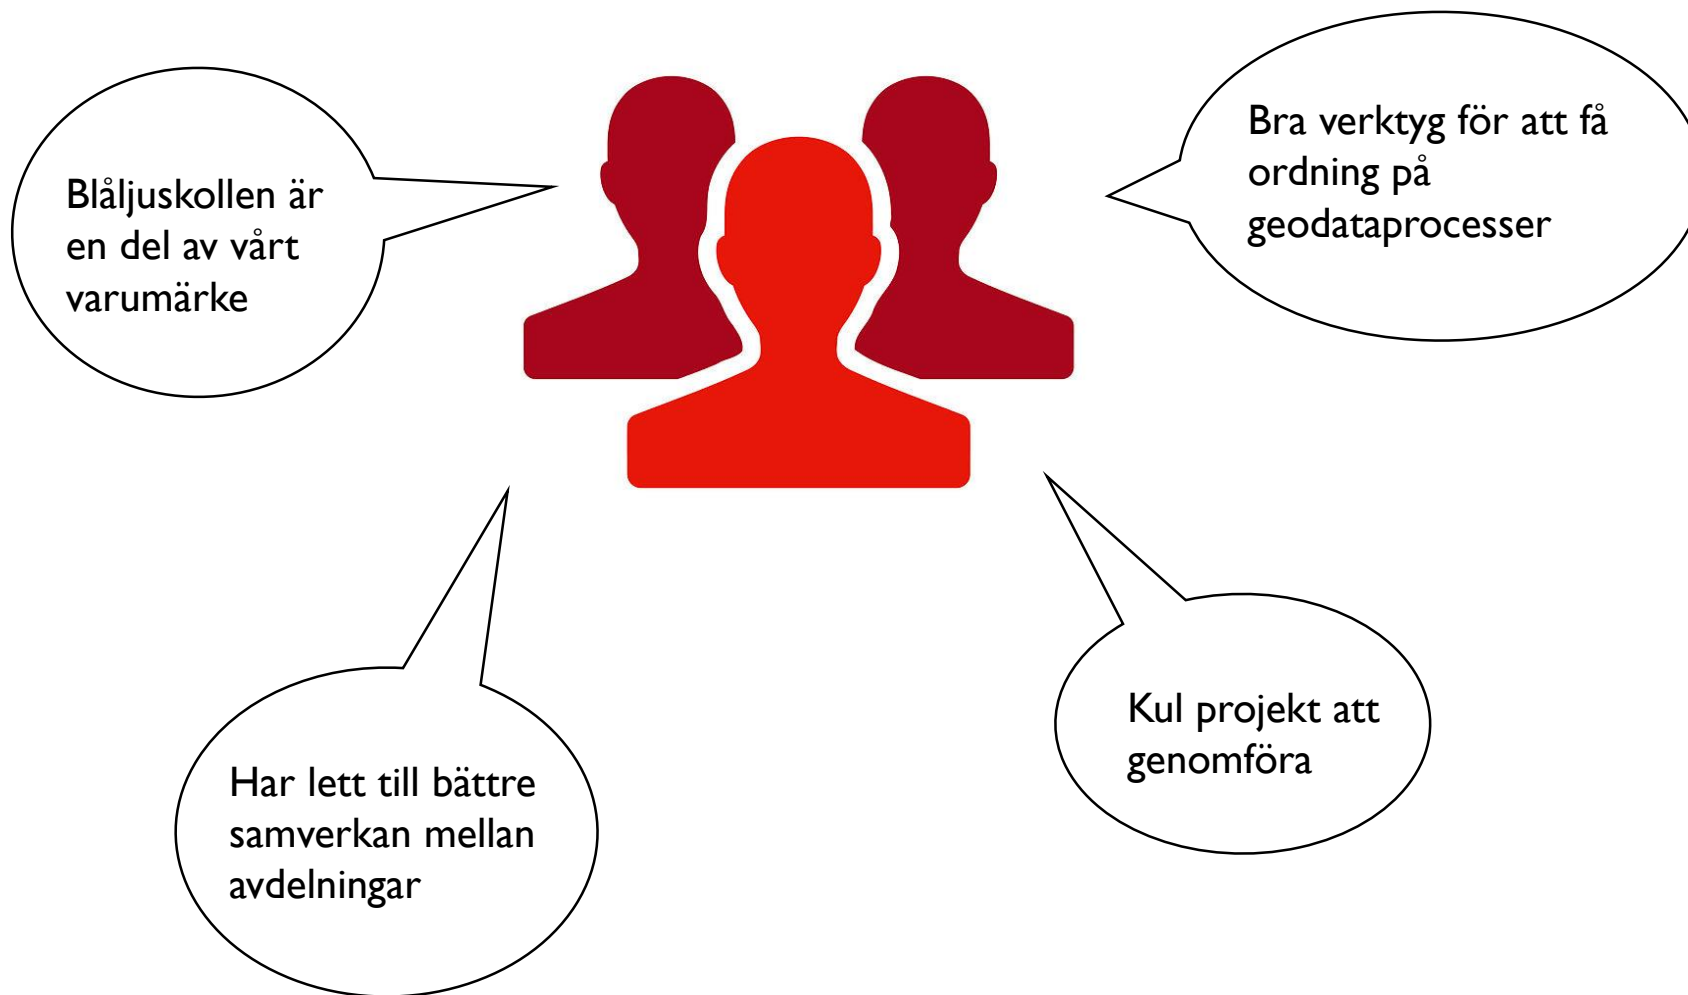 Blåljuskollen är
en del av vårt
varumärke
Bra verktyg för att få
ordning på
geodataprocesser
Har lett till bättre
samverkan mellan
avdelningar
Kul projekt att
genomföra